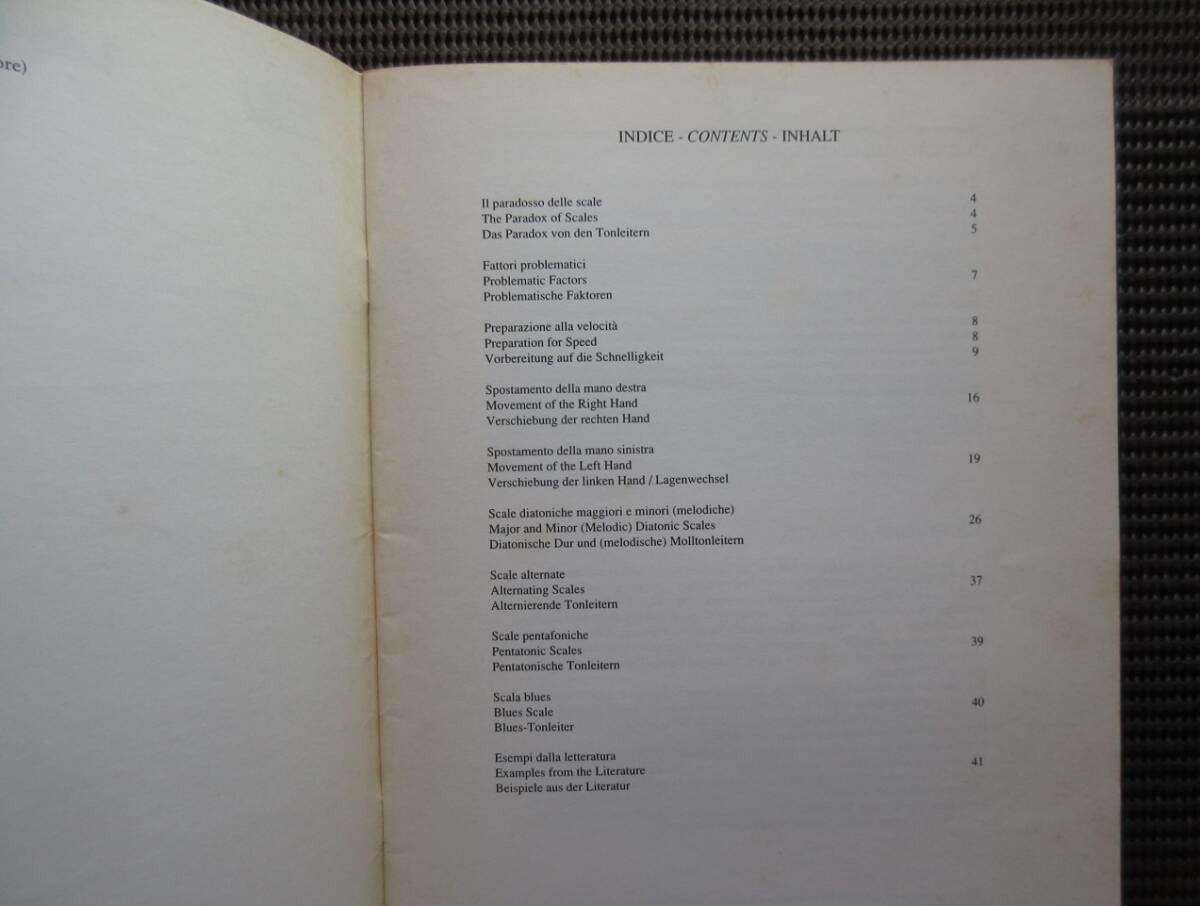 INDICE - CONTENTS - INHALT
Il paradosso delle scale 4
The Paradox of Scales 4
Das Paradox von den Tonleitern 5
Fattori problematici
Problematic Factors 7
Problematische Faktoren
Preparazione alla velocità 8
Preparation for Speed 8
Vorbereitung auf die Schnelligkeit 9
Spostamento della mano destra
Movement of the Right Hand 16
Verschiebung der rechten Hand
Spostamento della mano sinistra
Movement of the Left Hand 19
Verschiebung der linken Hand / Lagenwechsel
Scale diatoniche maggiori e minori (melodiche)
Major and Minor (Melodic) Diatonic Scales 26
Diatonische Dur und (melodische) Molltonleitern
Scale alternate
Alternating Scales 37
Alternierende Tonleitern
Scale pentafoniche
Pentatonic Scales 39
Pentatonische Tonleitern
Scala blues
Blues Scale 40
Blues-Tonleiter
Esempi dalla letteratura
Examples from the Literature 41
Beispiele aus der Literatur